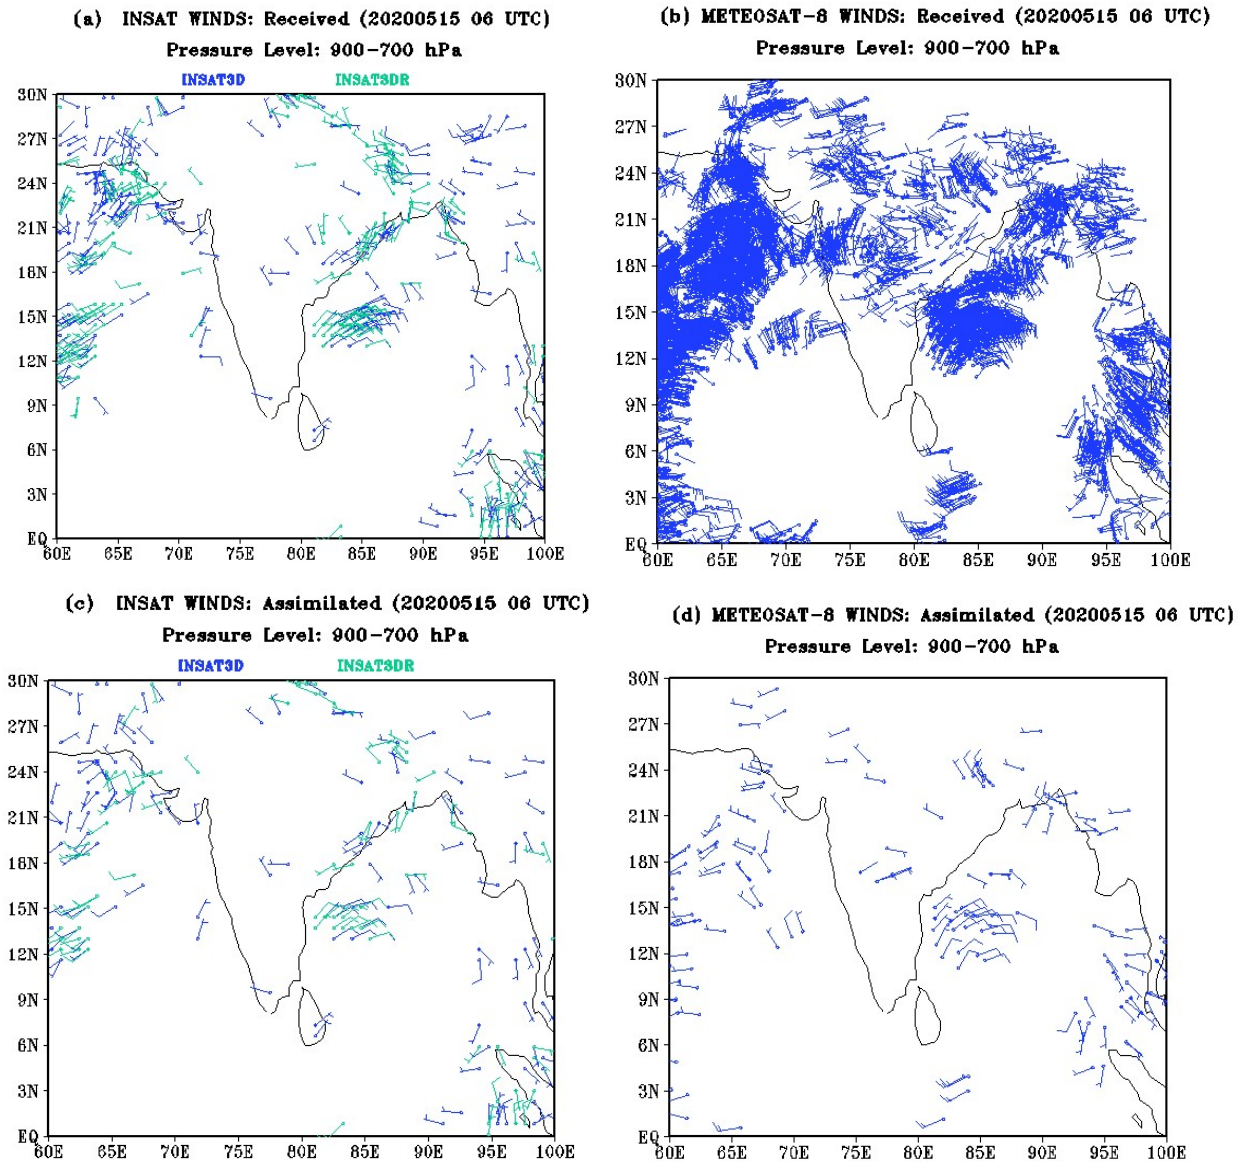 (a) INSAT WINDS: Received (20200515 06 UTC)
Pressure Level: 900-700 hPa
INSAT3D INSAT3DR
30N
27N
24N
21N
18N
15N
12N
9N
6N
3N
EQ
60E 65E 70E 75E 80E 85E 90E 95E 100E
(b) METEOSAT-8 WINDS: Received (20200515 06 UTC)
Pressure Level: 900-700 hPa
30N
27N
24N
21N
18N
15N
12N
9N
6N
3N
EQ
60E 65E 70E 75E 80E 85E 90E 95E 100E
(c) INSAT WINDS: Assimilated (20200515 06 UTC)
Pressure Level: 900-700 hPa
INSAT3D INSAT3DR
30N
27N
24N
21N
18N
15N
12N
9N
6N
3N
EQ
60E 65E 70E 75E 80E 85E 90E 95E 100E
(d) METEOSAT-8 WINDS: Assimilated (20200515 06 UTC)
Pressure Level: 900-700 hPa
30N
27N
24N
21N
18N
15N
12N
9N
6N
3N
EQ
60E 65E 70E 75E 80E 85E 90E 95E 100E